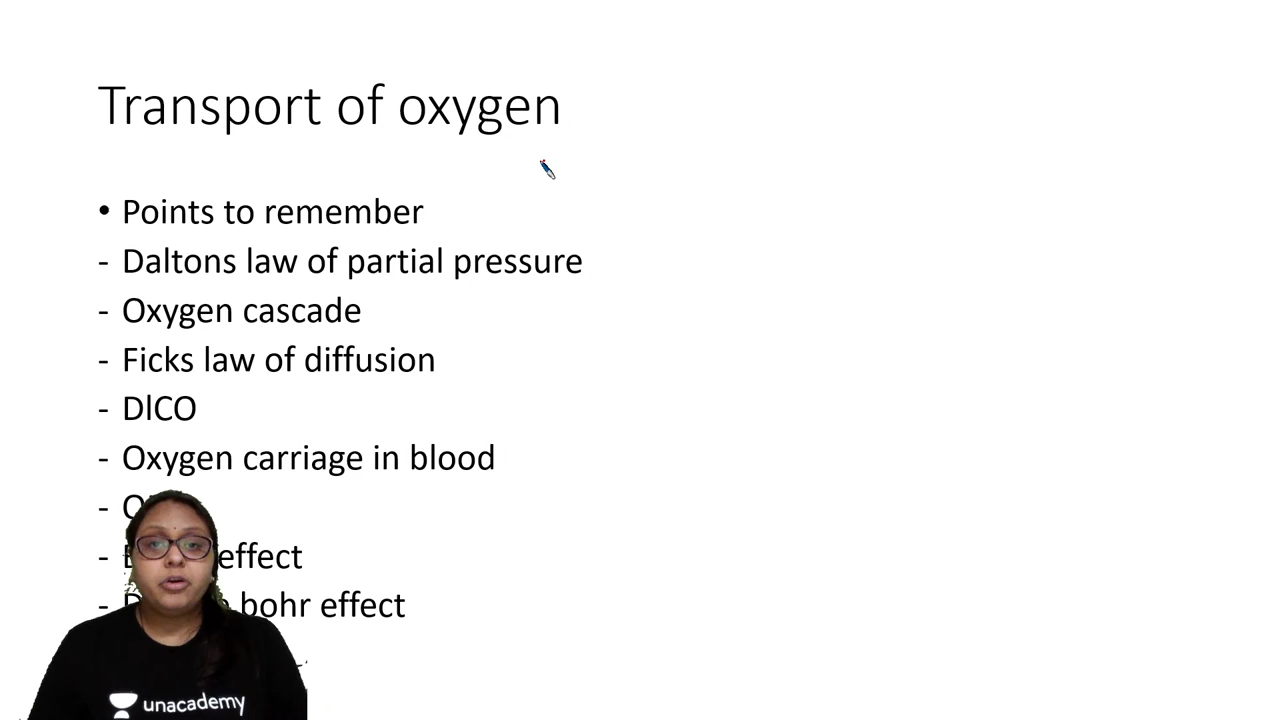 Transport of oxygen
• Points to remember
- Daltons law of partial pressure
- Oxygen cascade
- Ficks law of diffusion
- DlCO
- Oxygen carriage in blood
-
- effect
- bohr effect
unacademy